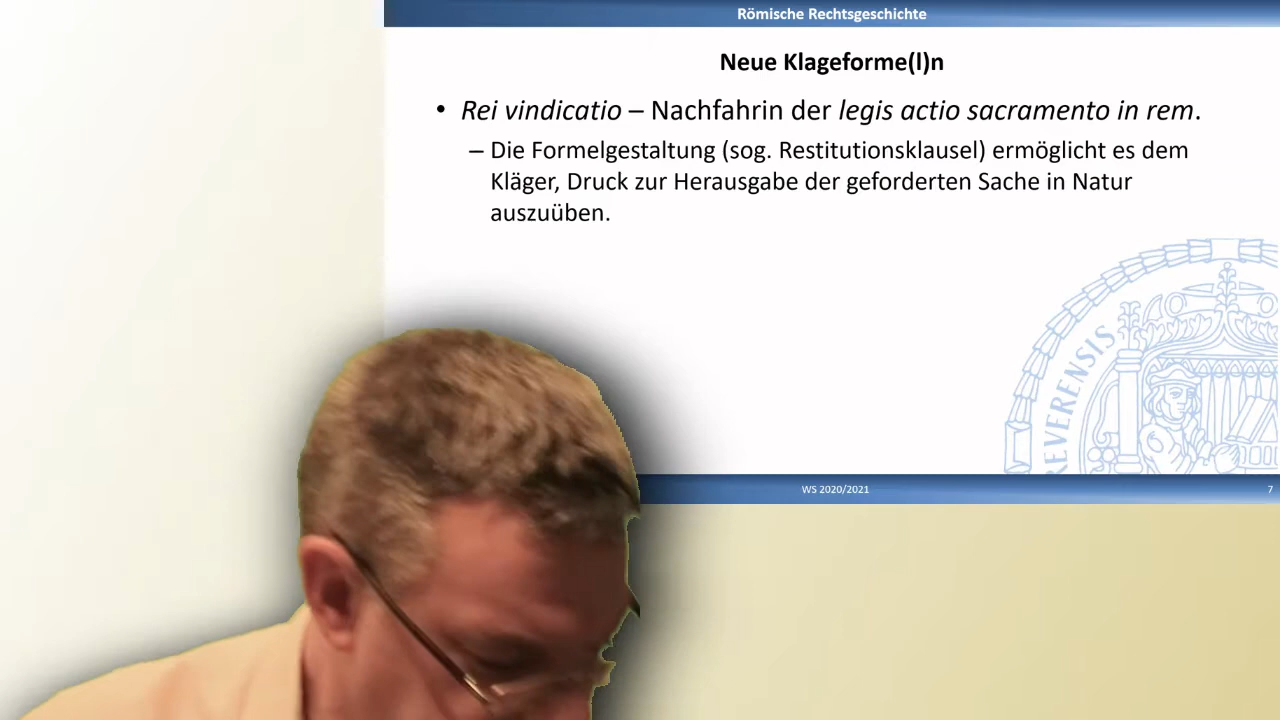 Römische Rechtsgeschichte
Neue Klageforme(l)n
• Rei vindicatio – Nachfahrin der legis actio sacramento in rem.
– Die Formelgestaltung (sog. Restitutionsklausel) ermöglicht es dem
Kläger, Druck zur Herausgabe der geforderten Sache in Natur
auszuüben.
EVERENSIS
WS 2020/2021
7